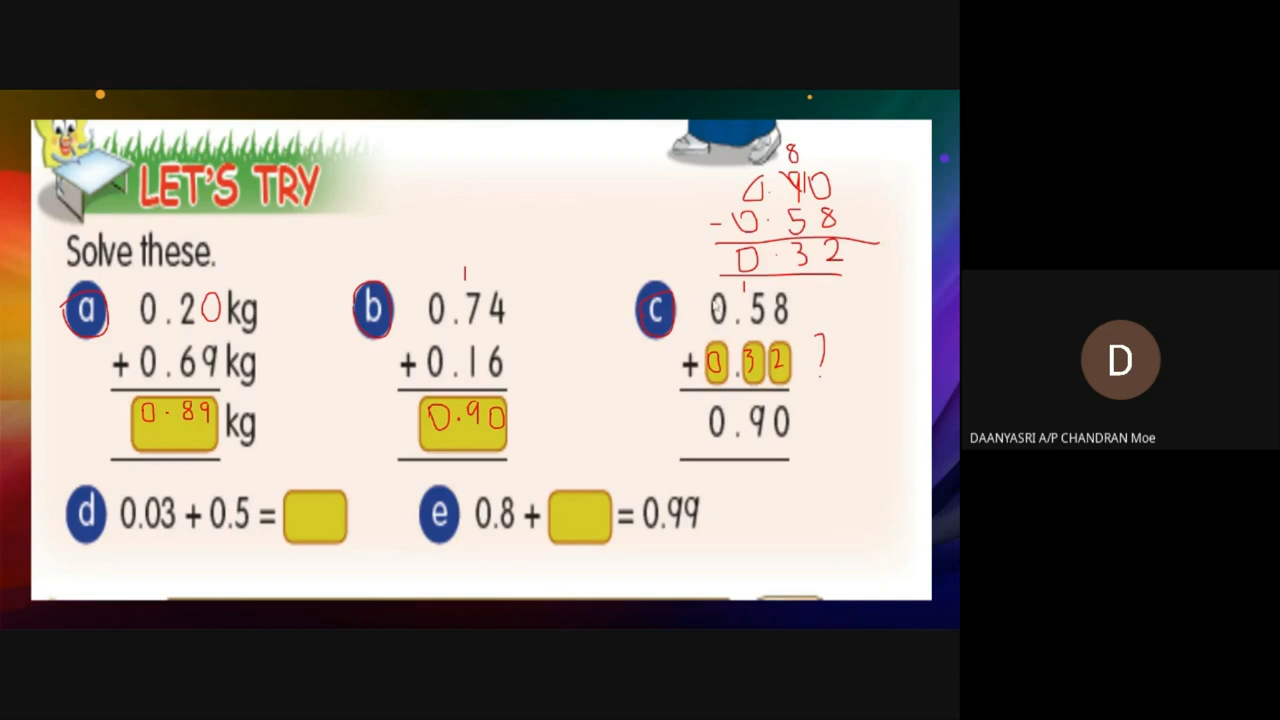 LET'S TRY
Solve these.
8
0.910
- 0.58
0.32
a 0.20 kg
+ 0.69 kg
0.89 kg
1
b 0.74
+ 0.16
0.90
1
c 0.58
+ 0.32 ?
0.90
d 0.03 + 0.5 =
e 0.8 + = 0.99
D
DAANYASRI A/P CHANDRAN Moe